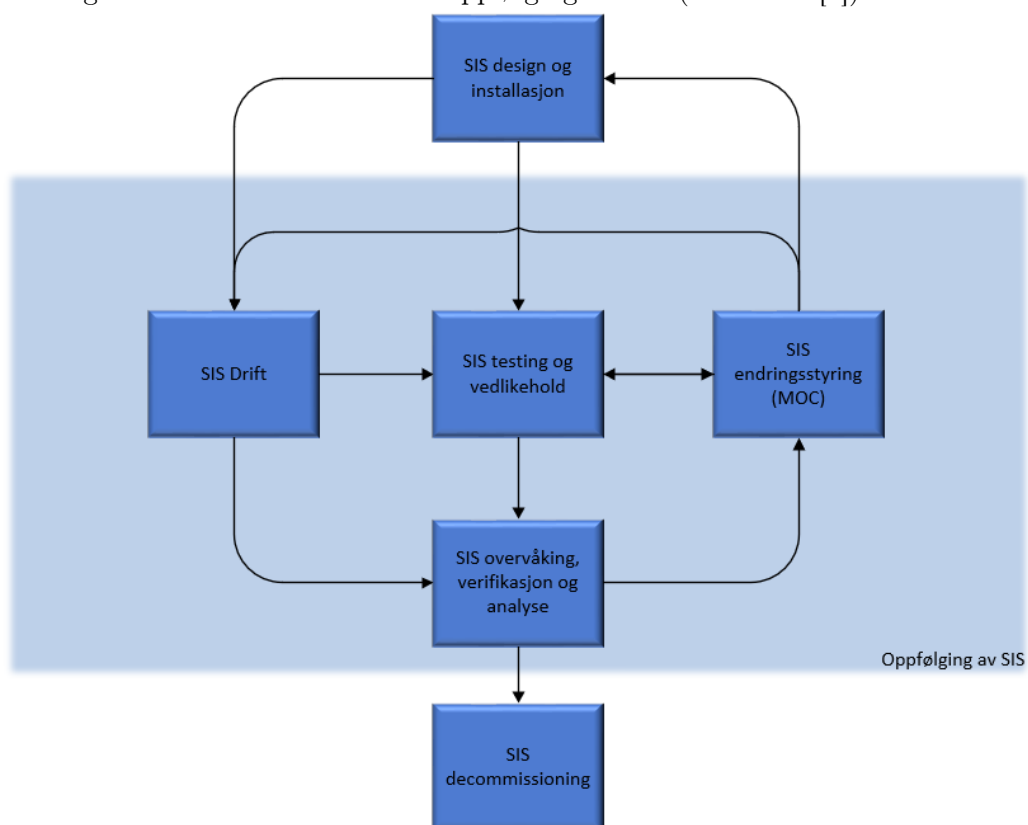 SIS design og
installasjon
SIS Drift
SIS testing og
vedlikehold
SIS
endringsstyring
(MOC)
SIS overvåking,
verifikasjon og
analyse
Oppfølging av SIS
SIS
decommissioning